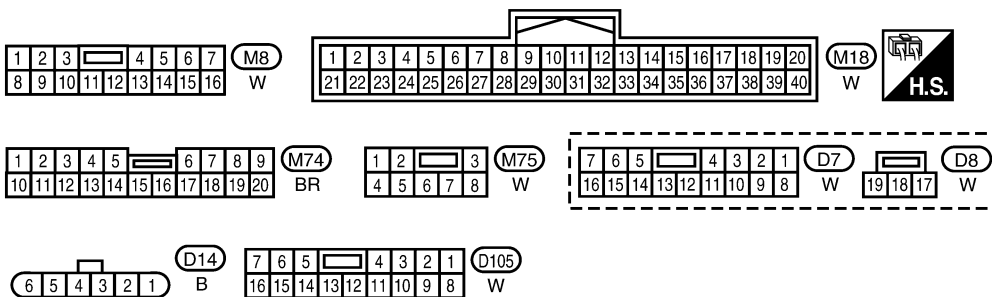 1 2 3 4 5 6 7 M8
8 9 10 11 12 13 14 15 16 W
1 2 3 4 5 6 7 8 9 10 11 12 13 14 15 16 17 18 19 20 M18
21 22 23 24 25 26 27 28 29 30 31 32 33 34 35 36 37 38 39 40 W
H.S.
1 2 3 4 5 6 7 8 9 M74
10 11 12 13 14 15 16 17 18 19 20 BR
1 2 3 M75
4 5 6 7 8 W
7 6 5 4 3 2 1 D7
16 15 14 13 12 11 10 9 8 W
D8
19 18 17 W
D14
6 5 4 3 2 1 B
7 6 5 4 3 2 1 D105
16 15 14 13 12 11 10 9 8 W